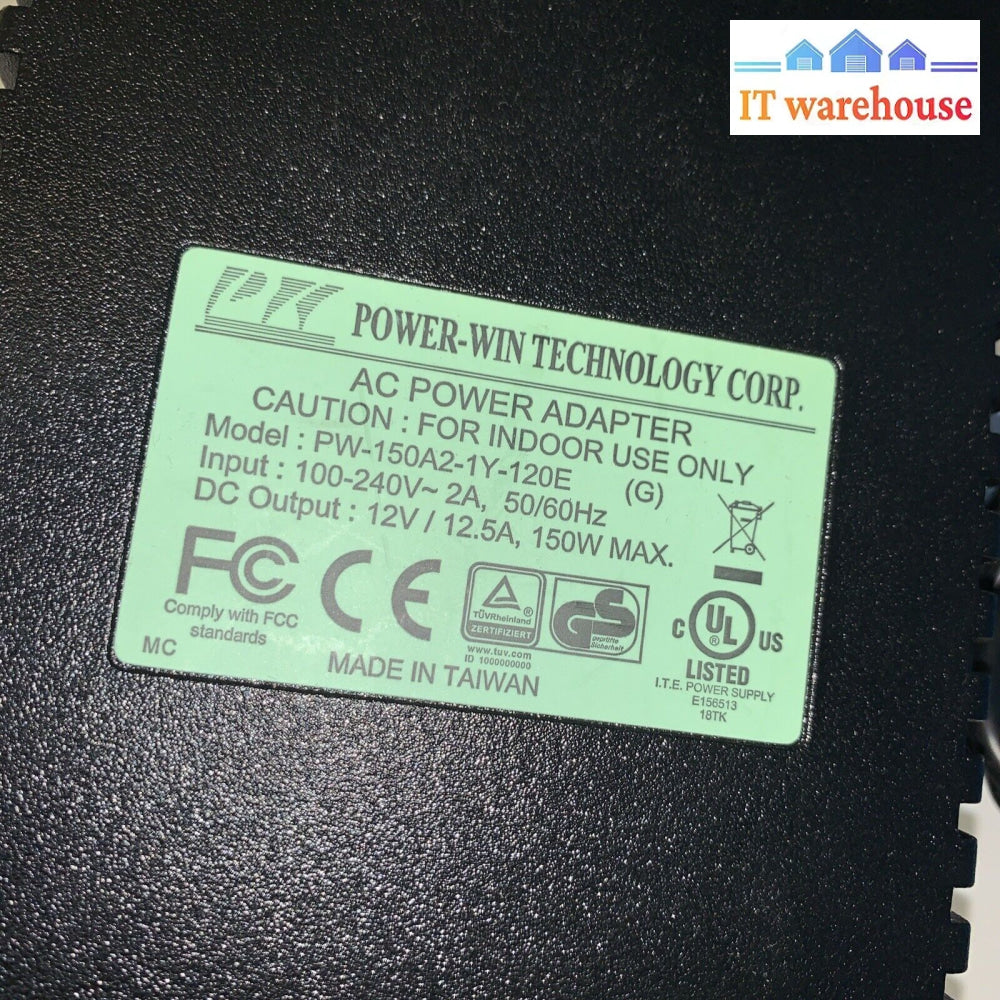 IT warehouse
PW
POWER-WIN TECHNOLOGY CORP.
AC POWER ADAPTER
CAUTION : FOR INDOOR USE ONLY
Model : PW-150A2-1Y-120E (G)
Input : 100-240V~ 2A, 50/60Hz
DC Output : 12V / 12.5A, 150W MAX.
FC
Comply with FCC
standards
CE
TÜVRheinland®
ZERTIFIZIERT
www.tuv.com
ID 1000000000
GS
geprüfte
Sicherheit
C UL US
®
LISTED
I.T.E. POWER SUPPLY
E156513
18TK
MC
MADE IN TAIWAN